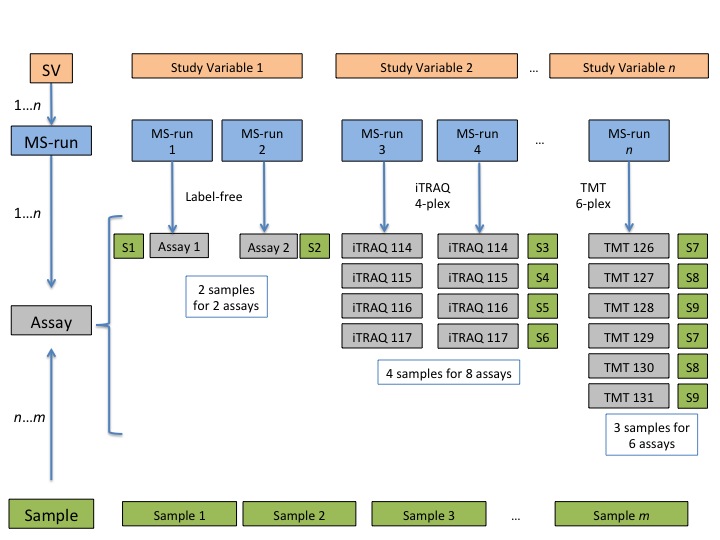 SV
Study Variable 1
Study Variable 2
...
Study Variable n
1...n
MS-run
MS-run
1
MS-run
2
MS-run
3
MS-run
4
...
MS-run
n
1...n
Label-free
iTRAQ
4-plex
TMT
6-plex
S1
Assay 1
Assay 2
S2
iTRAQ 114
iTRAQ 114
S3
TMT 126
S7
iTRAQ 115
iTRAQ 115
S4
TMT 127
S8
2 samples
for 2 assays
iTRAQ 116
iTRAQ 116
S5
TMT 128
S9
Assay
iTRAQ 117
iTRAQ 117
S6
TMT 129
S7
4 samples for 8 assays
TMT 130
S8
TMT 131
S9
n...m
3 samples for
6 assays
Sample
Sample 1
Sample 2
Sample 3
...
Sample m